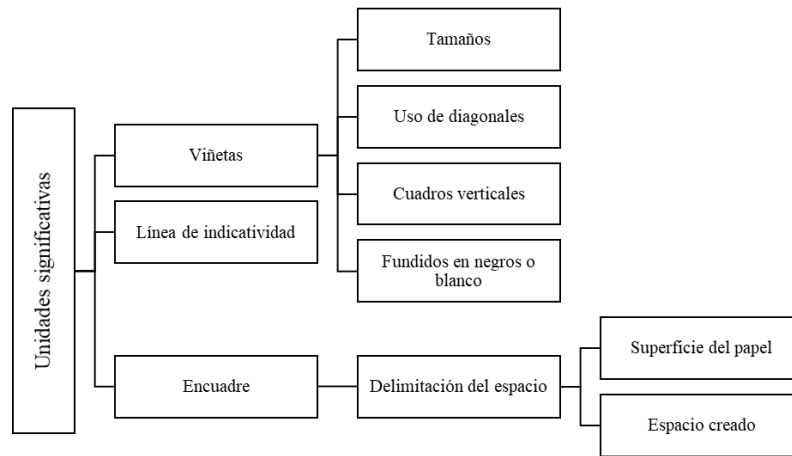 Unidades significativas
Viñetas
Tamaños
Uso de diagonales
Cuadros verticales
Fundidos en negros o
blanco
Línea de indicatividad
Encuadre
Delimitación del espacio
Superficie del papel
Espacio creado